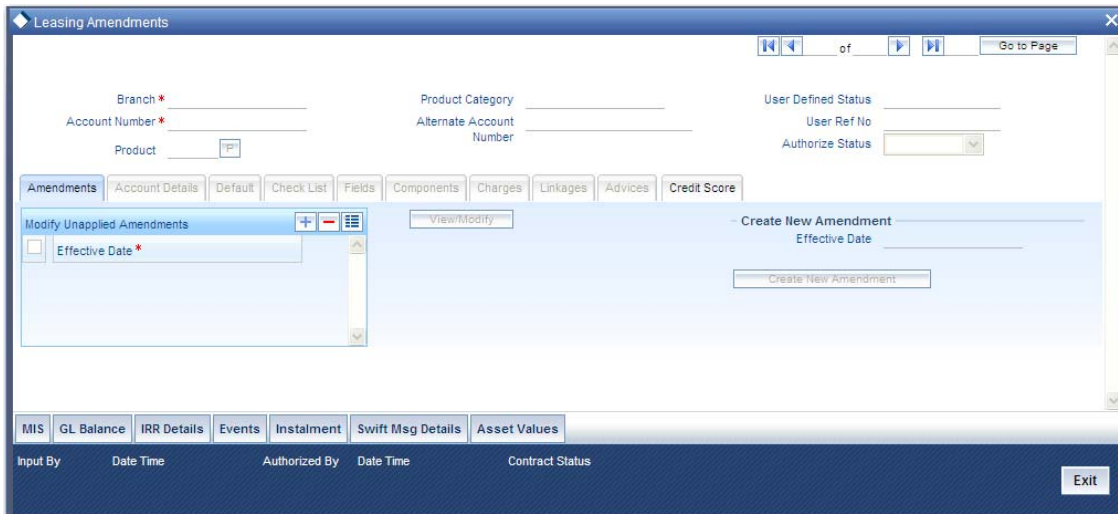 Leasing Amendments
of Go to Page
Branch * Product Category User Defined Status
Account Number * Alternate Account Number User Ref No
Product P Authorize Status
Amendments Account Details Default Check List Fields Components Charges Linkages Advices Credit Score
Modify Unapplied Amendments View/Modify Create New Amendment
Effective Date * Effective Date
Create New Amendment
MIS GL Balance IRR Details Events Instalment Swift Msg Details Asset Values
Input By Date Time Authorized By Date Time Contract Status
Exit